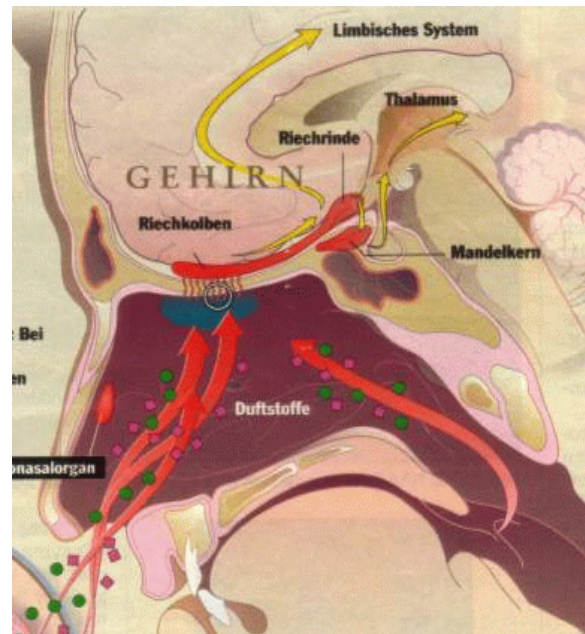 Limbisches System
Thalamus
Riechrinde
GEHIRN
Riechkolben
Mandelkern
Bei
en
Duftstoffe
onasalorgan